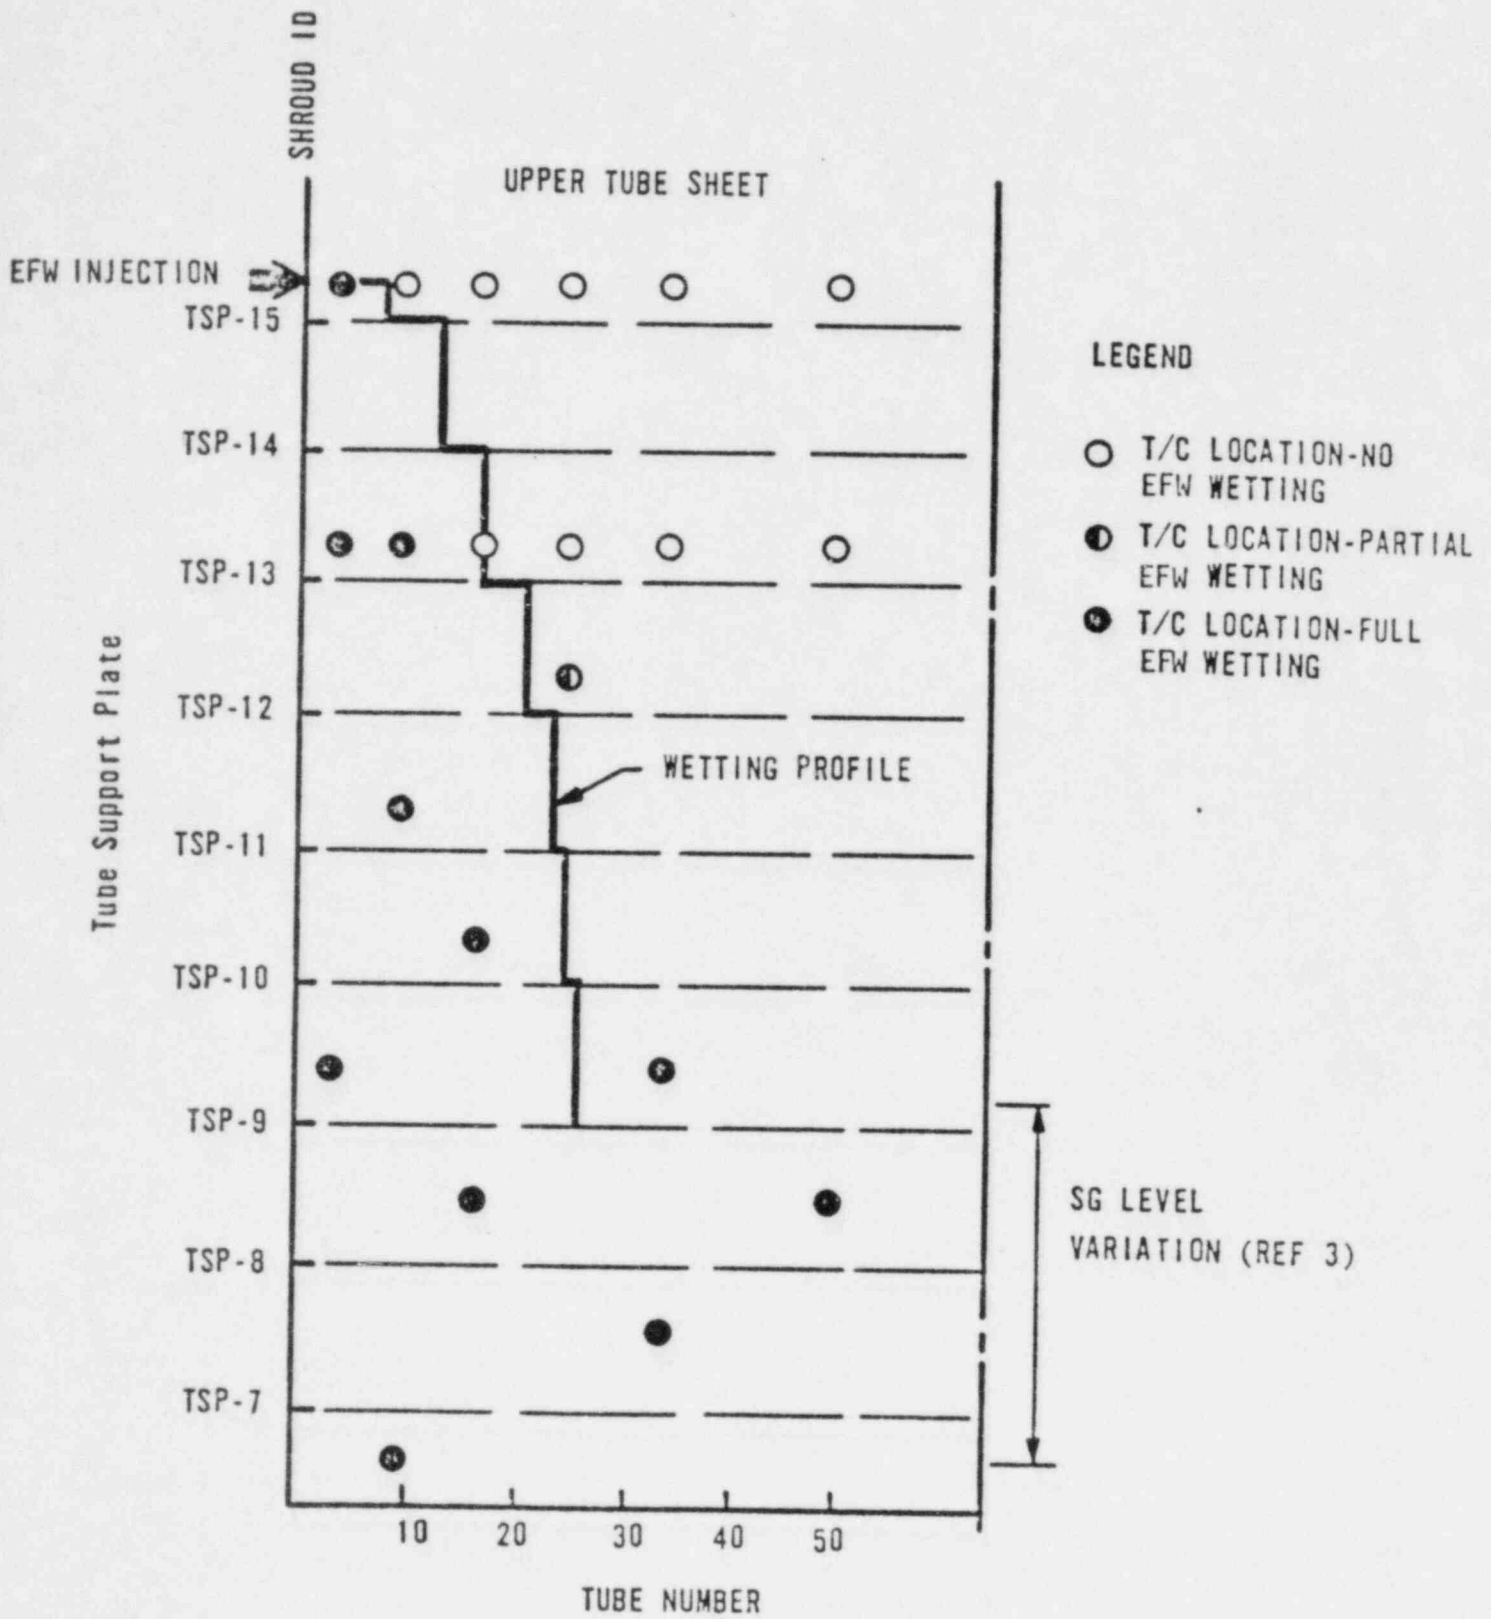 SHROUD ID
UPPER TUBE SHEET
EFW INJECTION
TSP-15
TSP-14
TSP-13
TSP-12
TSP-11
TSP-10
TSP-9
TSP-8
TSP-7
Tube Support Plate
WETTING PROFILE
10 20 30 40 50
TUBE NUMBER
LEGEND
T/C LOCATION-NO
EFW WETTING
T/C LOCATION-PARTIAL
EFW WETTING
T/C LOCATION-FULL
EFW WETTING
SG LEVEL
VARIATION (REF 3)